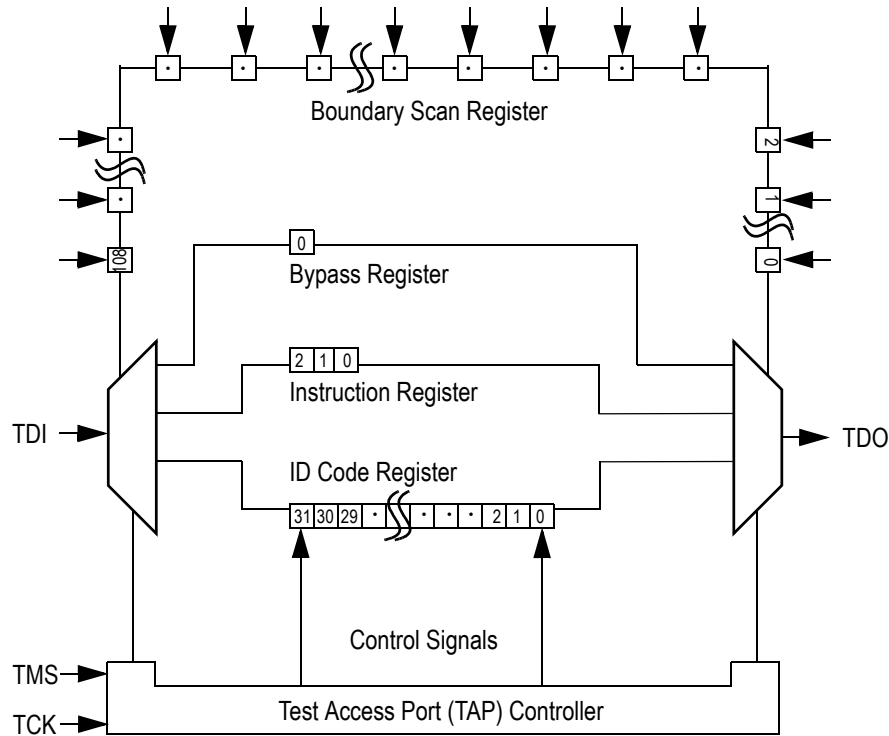 · · · · · · · ·
Boundary Scan Register
· 2
· 1
108 0
0
Bypass Register
2 1 0
Instruction Register
TDI TDO
ID Code Register
31 30 29 · · · · 2 1 0
Control Signals
TMS
Test Access Port (TAP) Controller
TCK